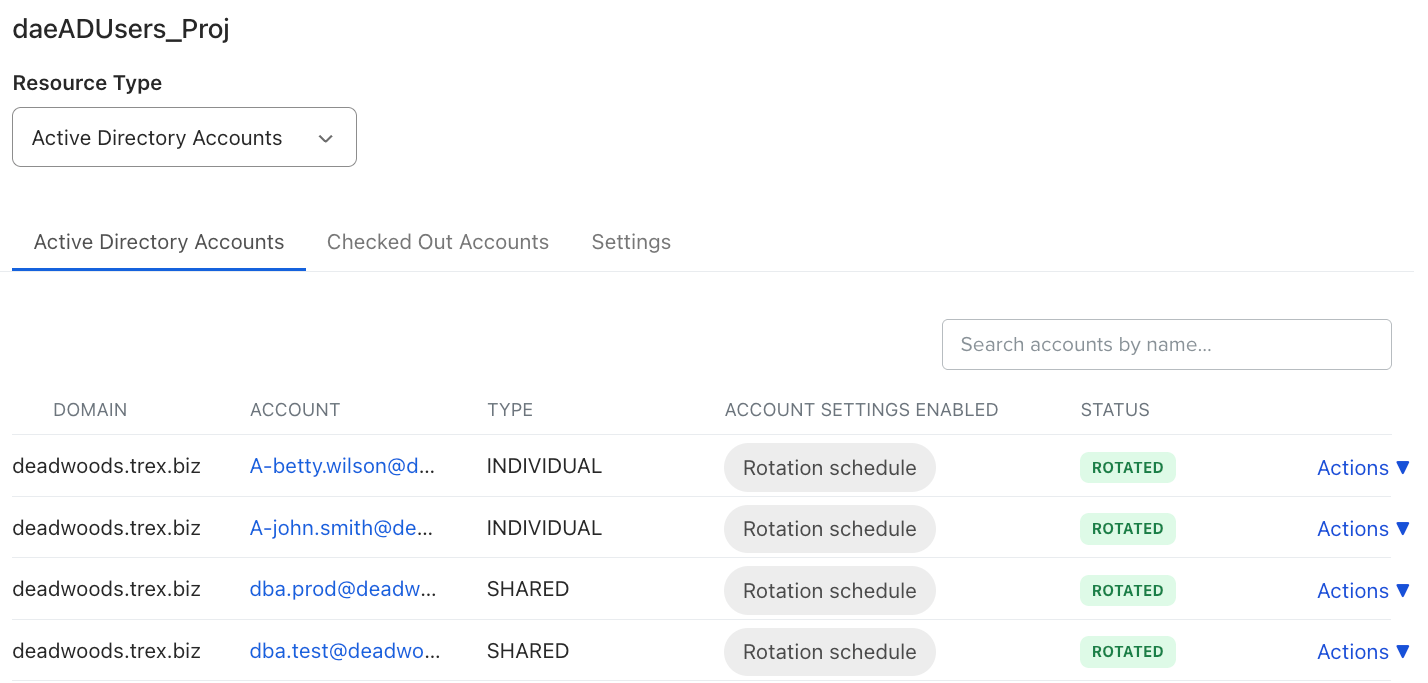 daeADUsers_Proj
Resource Type
Active Directory Accounts
Active Directory Accounts Checked Out Accounts Settings
Search accounts by name...
DOMAIN ACCOUNT TYPE ACCOUNT SETTINGS ENABLED STATUS
deadwoods.trex.biz A-betty.wilson@d... INDIVIDUAL Rotation schedule ROTATED Actions ▼
deadwoods.trex.biz A-john.smith@de... INDIVIDUAL Rotation schedule ROTATED Actions ▼
deadwoods.trex.biz dba.prod@deadw... SHARED Rotation schedule ROTATED Actions ▼
deadwoods.trex.biz dba.test@deadwo... SHARED Rotation schedule ROTATED Actions ▼